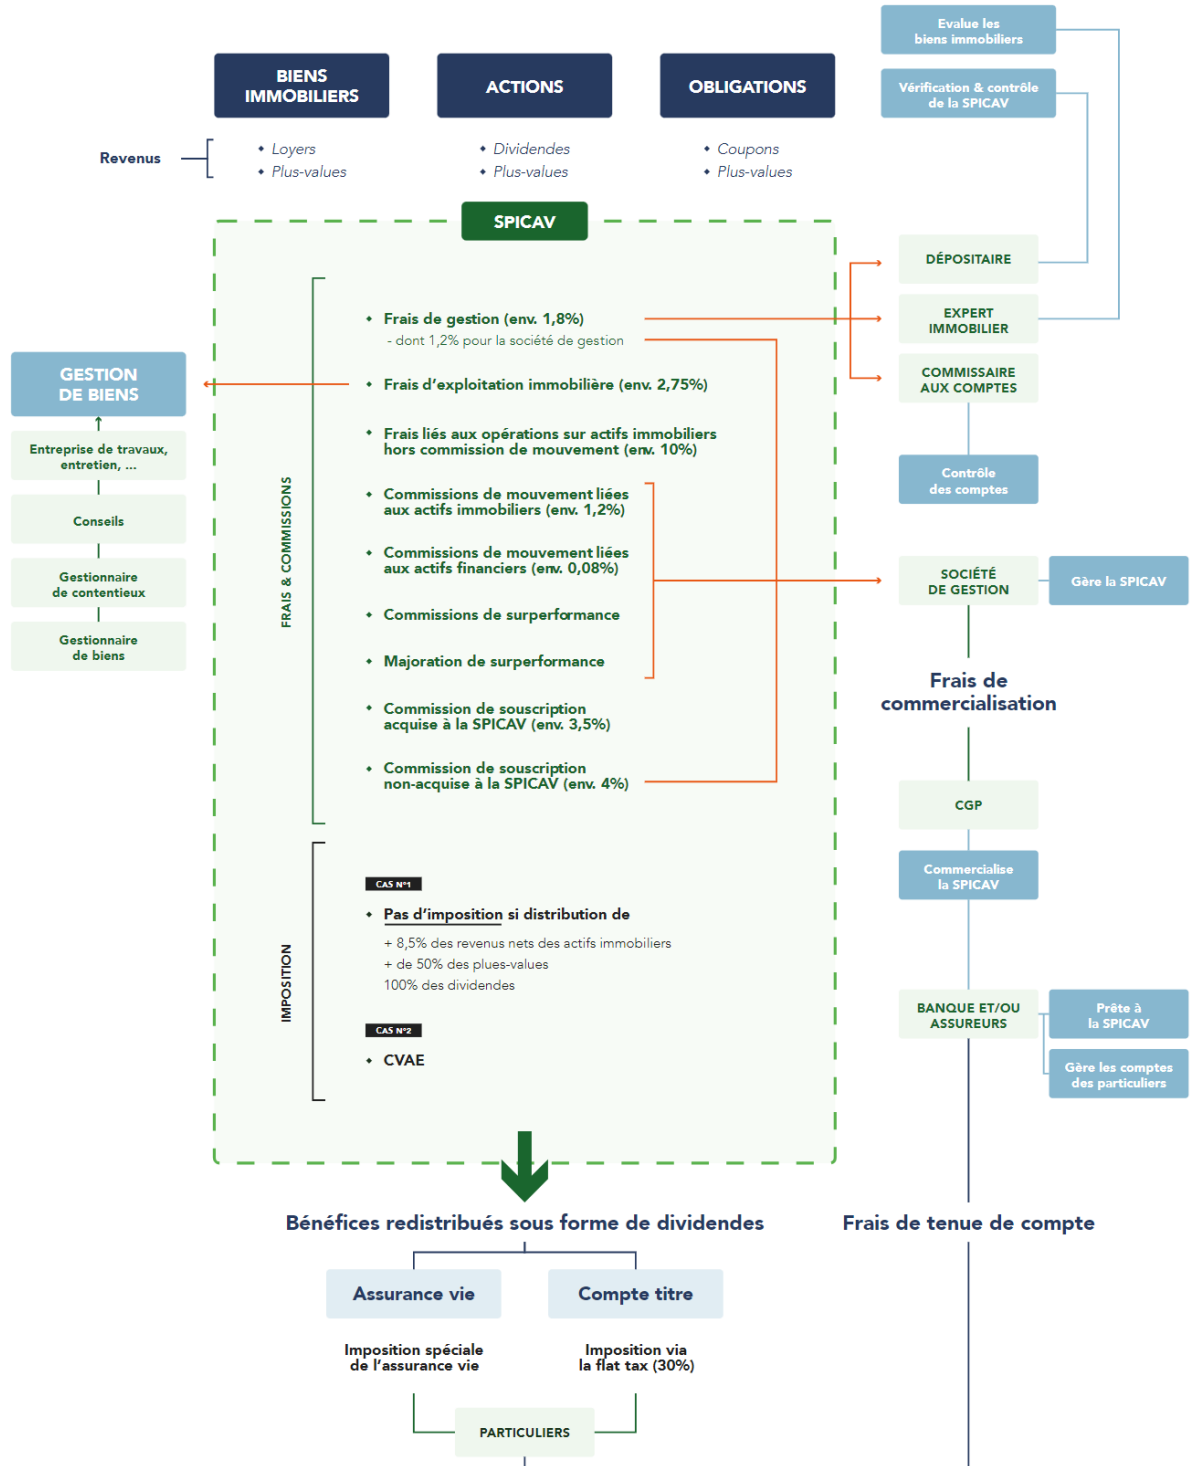 Evalue les
biens immobiliers
BIENS
IMMOBILIERS
ACTIONS
OBLIGATIONS
Vérification & contrôle
de la SPICAV
Revenus
Loyers
Plus-values
Dividendes
Plus-values
Coupons
Plus-values
SPICAV
FRAIS & COMMISSIONS
Frais de gestion (env. 1,8%)
- dont 1,2% pour la société de gestion
Frais d'exploitation immobilière (env. 2,75%)
Frais liés aux opérations sur actifs immobiliers
hors commission de mouvement (env. 10%)
Commissions de mouvement liées
aux actifs immobiliers (env. 1,2%)
Commissions de mouvement liées
aux actifs financiers (env. 0,08%)
Commissions de surperformance
Majoration de surperformance
Commission de souscription
acquise à la SPICAV (env. 3,5%)
Commission de souscription
non-acquise à la SPICAV (env. 4%)
GESTION
DE BIENS
Entreprise de travaux,
entretien, ...
Conseils
Gestionnaire
de contentieux
Gestionnaire
de biens
DÉPOSITAIRE
EXPERT
IMMOBILIER
COMMISSAIRE
AUX COMPTES
Contrôle
des comptes
SOCIÉTÉ
DE GESTION
Gère la SPICAV
Frais de
commercialisation
CGP
Commercialise
la SPICAV
IMPOSITION
CAS N°1
Pas d'imposition si distribution de
+ 8,5% des revenus nets des actifs immobiliers
+ de 50% des plues-values
100% des dividendes
CAS N°2
CVAE
BANQUE ET/OU
ASSUREURS
Prête à
la SPICAV
Gère les comptes
des particuliers
Bénéfices redistribués sous forme de dividendes
Frais de tenue de compte
Assurance vie
Compte titre
Imposition spéciale
de l'assurance vie
Imposition via
la flat tax (30%)
PARTICULIERS